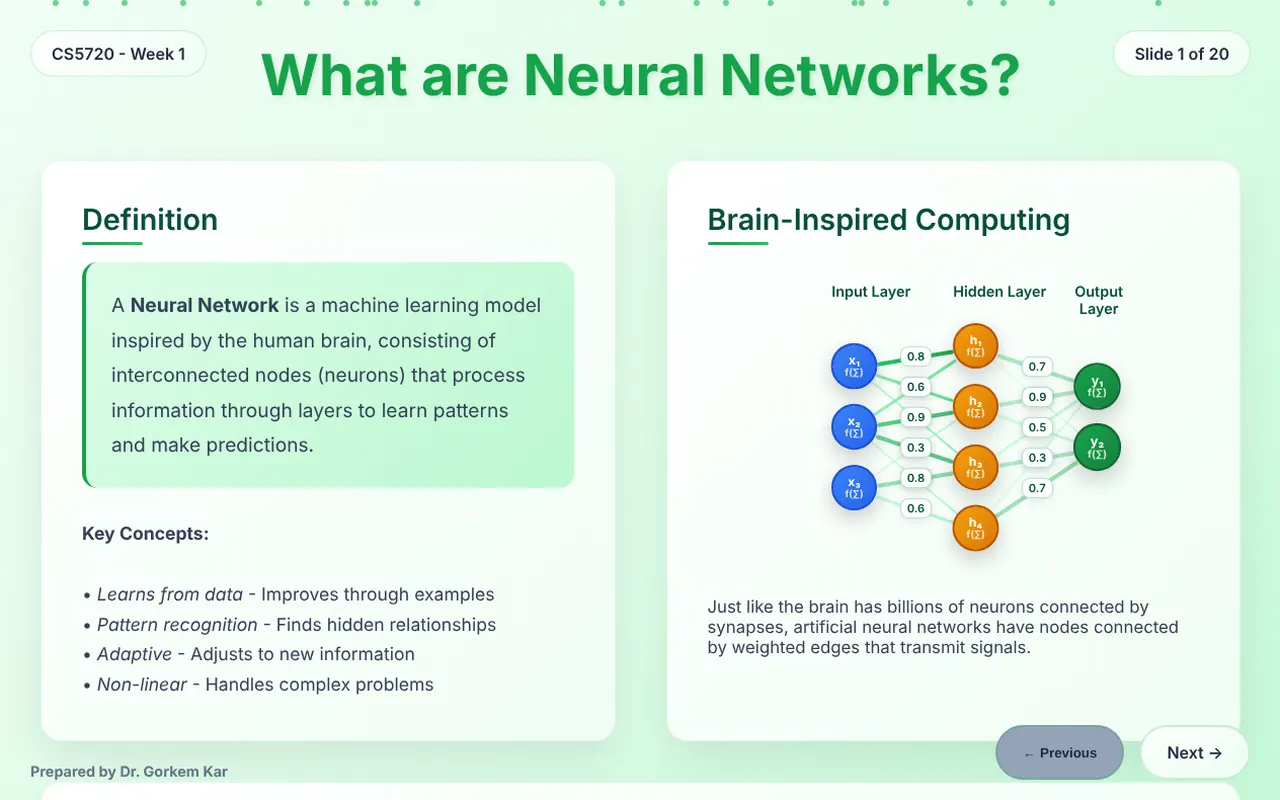 CS5720 - Week 1
What are Neural Networks?
Slide 1 of 20
Definition
A Neural Network is a machine learning model
inspired by the human brain, consisting of
interconnected nodes (neurons) that process
information through layers to learn patterns
and make predictions.
Key Concepts:
• Learns from data - Improves through examples
• Pattern recognition - Finds hidden relationships
• Adaptive - Adjusts to new information
• Non-linear - Handles complex problems
Brain-Inspired Computing
Input Layer
Hidden Layer
Output
Layer
x₁
f(Σ)
x₂
f(Σ)
x₃
f(Σ)
0.8
0.6
0.9
0.3
0.8
0.6
h₁
f(Σ)
h₂
f(Σ)
h₃
f(Σ)
h₄
f(Σ)
0.7
0.9
0.5
0.3
0.7
y₁
f(Σ)
y₂
f(Σ)
Just like the brain has billions of neurons connected by
synapses, artificial neural networks have nodes connected
by weighted edges that transmit signals.
← Previous
Next →
Prepared by Dr. Gorkem Kar